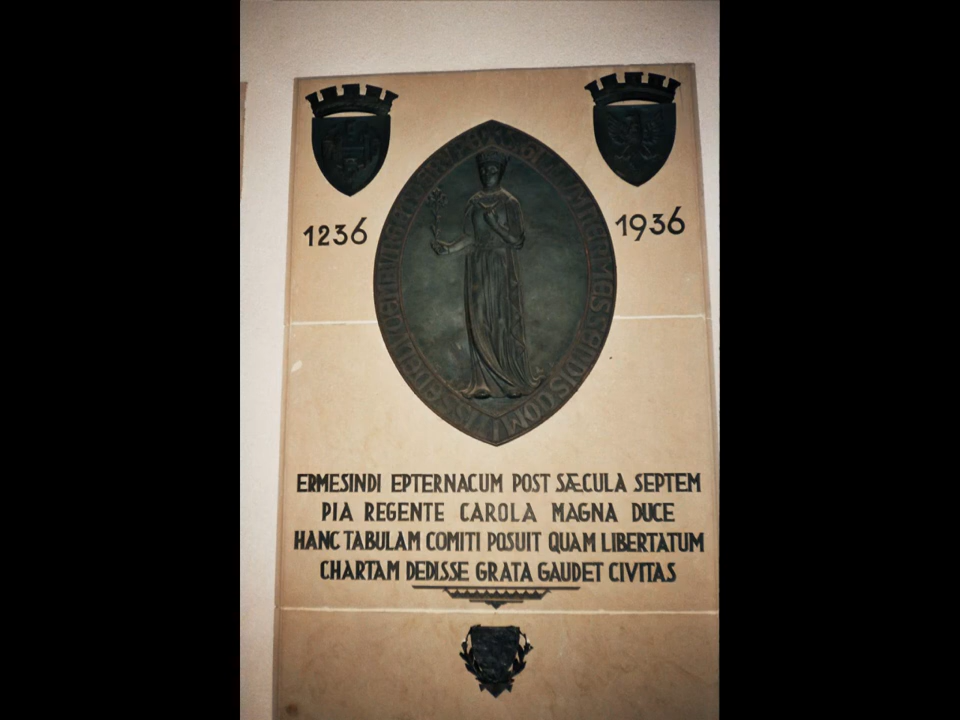 1236
1936
ERMESINDI EPTERNACUM POST SÆCULA SEPTEM
PIA REGENTE CAROLA MAGNA DUCE
HANC TABULAM COMITI POSUIT QUAM LIBERTATUM
CHARTAM DEDISSE GRATA GAUDET CIVITAS